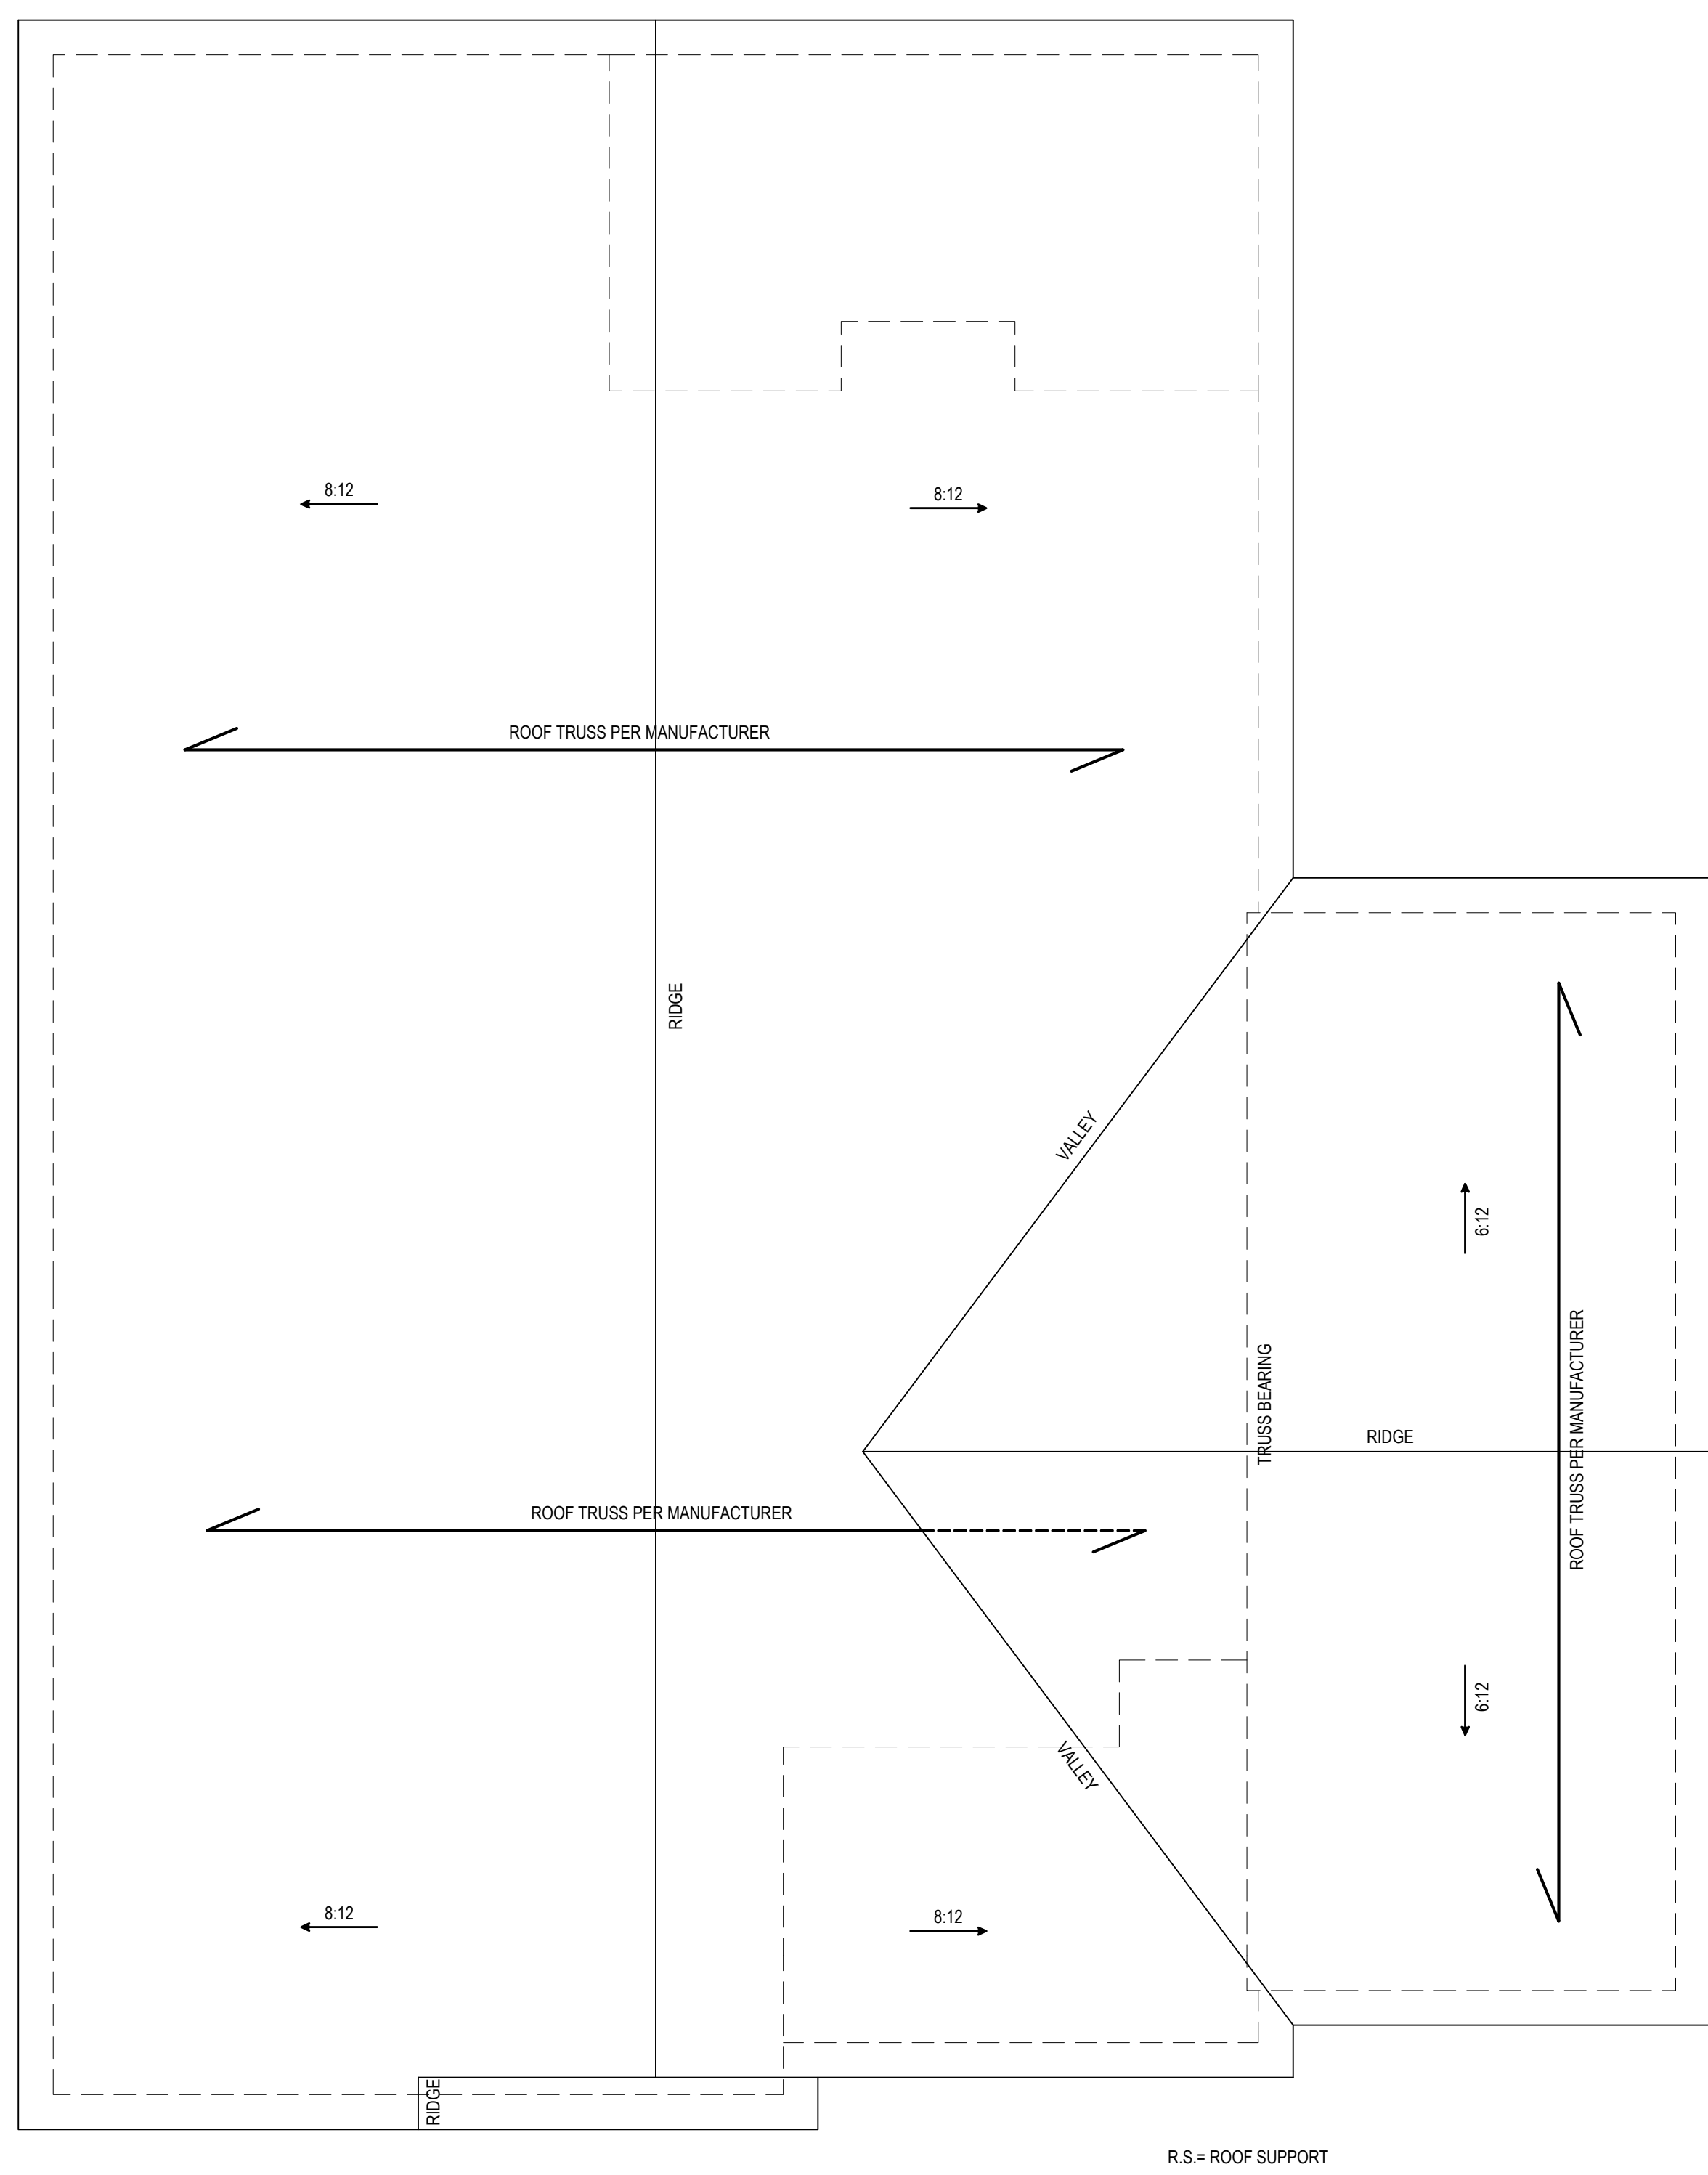 8:12
8:12
ROOF TRUSS PER MANUFACTURER
RIDGE
VALLEY
6:12
TRUSS BEARING
RIDGE
ROOF TRUSS PER MANUFACTURER
ROOF TRUSS PER MANUFACTURER
6:12
VALLEY
8:12
8:12
RIDGE
R.S.= ROOF SUPPORT